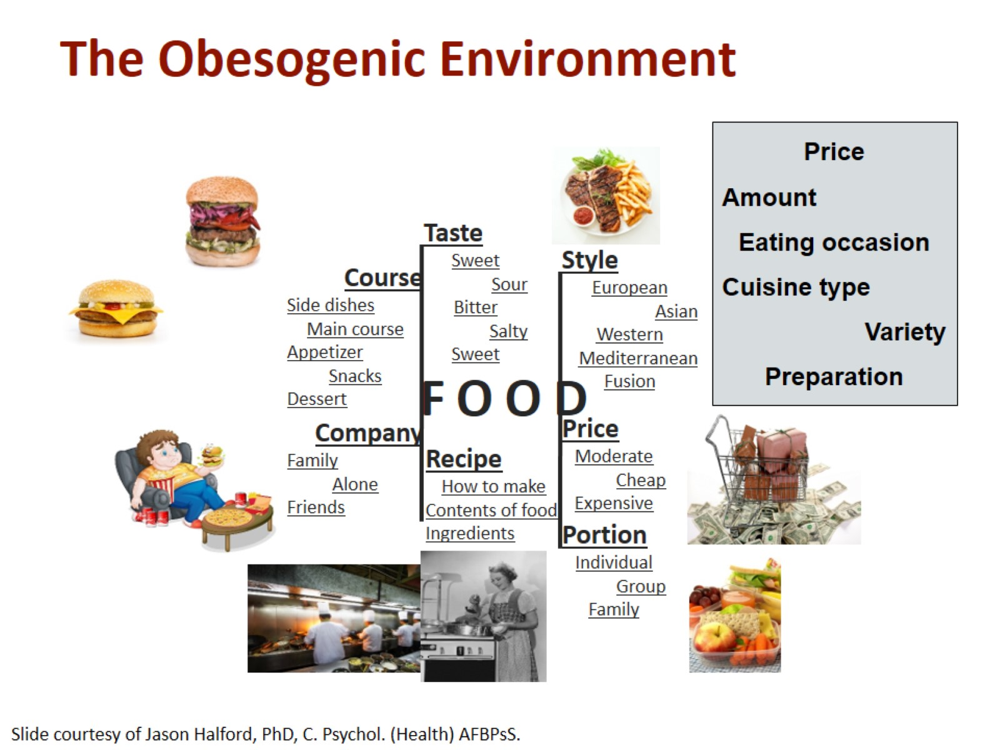 The Obesogenic Environment
Price
Amount
Eating occasion
Cuisine type
Variety
Preparation
Taste
Sweet
Sour
Bitter
Salty
Sweet
Style
European
Asian
Western
Mediterranean
Fusion
Course
Side dishes
Main course
Appetizer
Snacks
Dessert
FOOD
Company
Family
Alone
Friends
Recipe
How to make
Contents of food
Ingredients
Price
Moderate
Cheap
Expensive
Portion
Individual
Group
Family
Slide courtesy of Jason Halford, PhD, C. Psychol. (Health) AFBPsS.